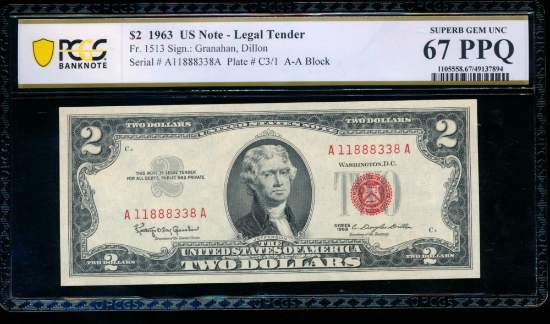 PCGS
BANKNOTE
$2 1963 US Note - Legal Tender
Fr. 1513 Sign.: Granahan, Dillon
Serial # A11888338A Plate # C3/1 A-A Block
SUPERB GEM UNC
67 PPQ
1105558.67/49137894
2 TWO DOLLARS TWO DOLLARS 2
UNITED STATES NOTE
THIS NOTE IS LEGAL TENDER
FOR ALL DEBTS, PUBLIC AND PRIVATE
WASHINGTON, D.C.
A 11888338 A
TWO
A 11888338 A
SERIES
1963
THE
UNITED STATES OF AMERICA
2 TWO DOLLARS 2